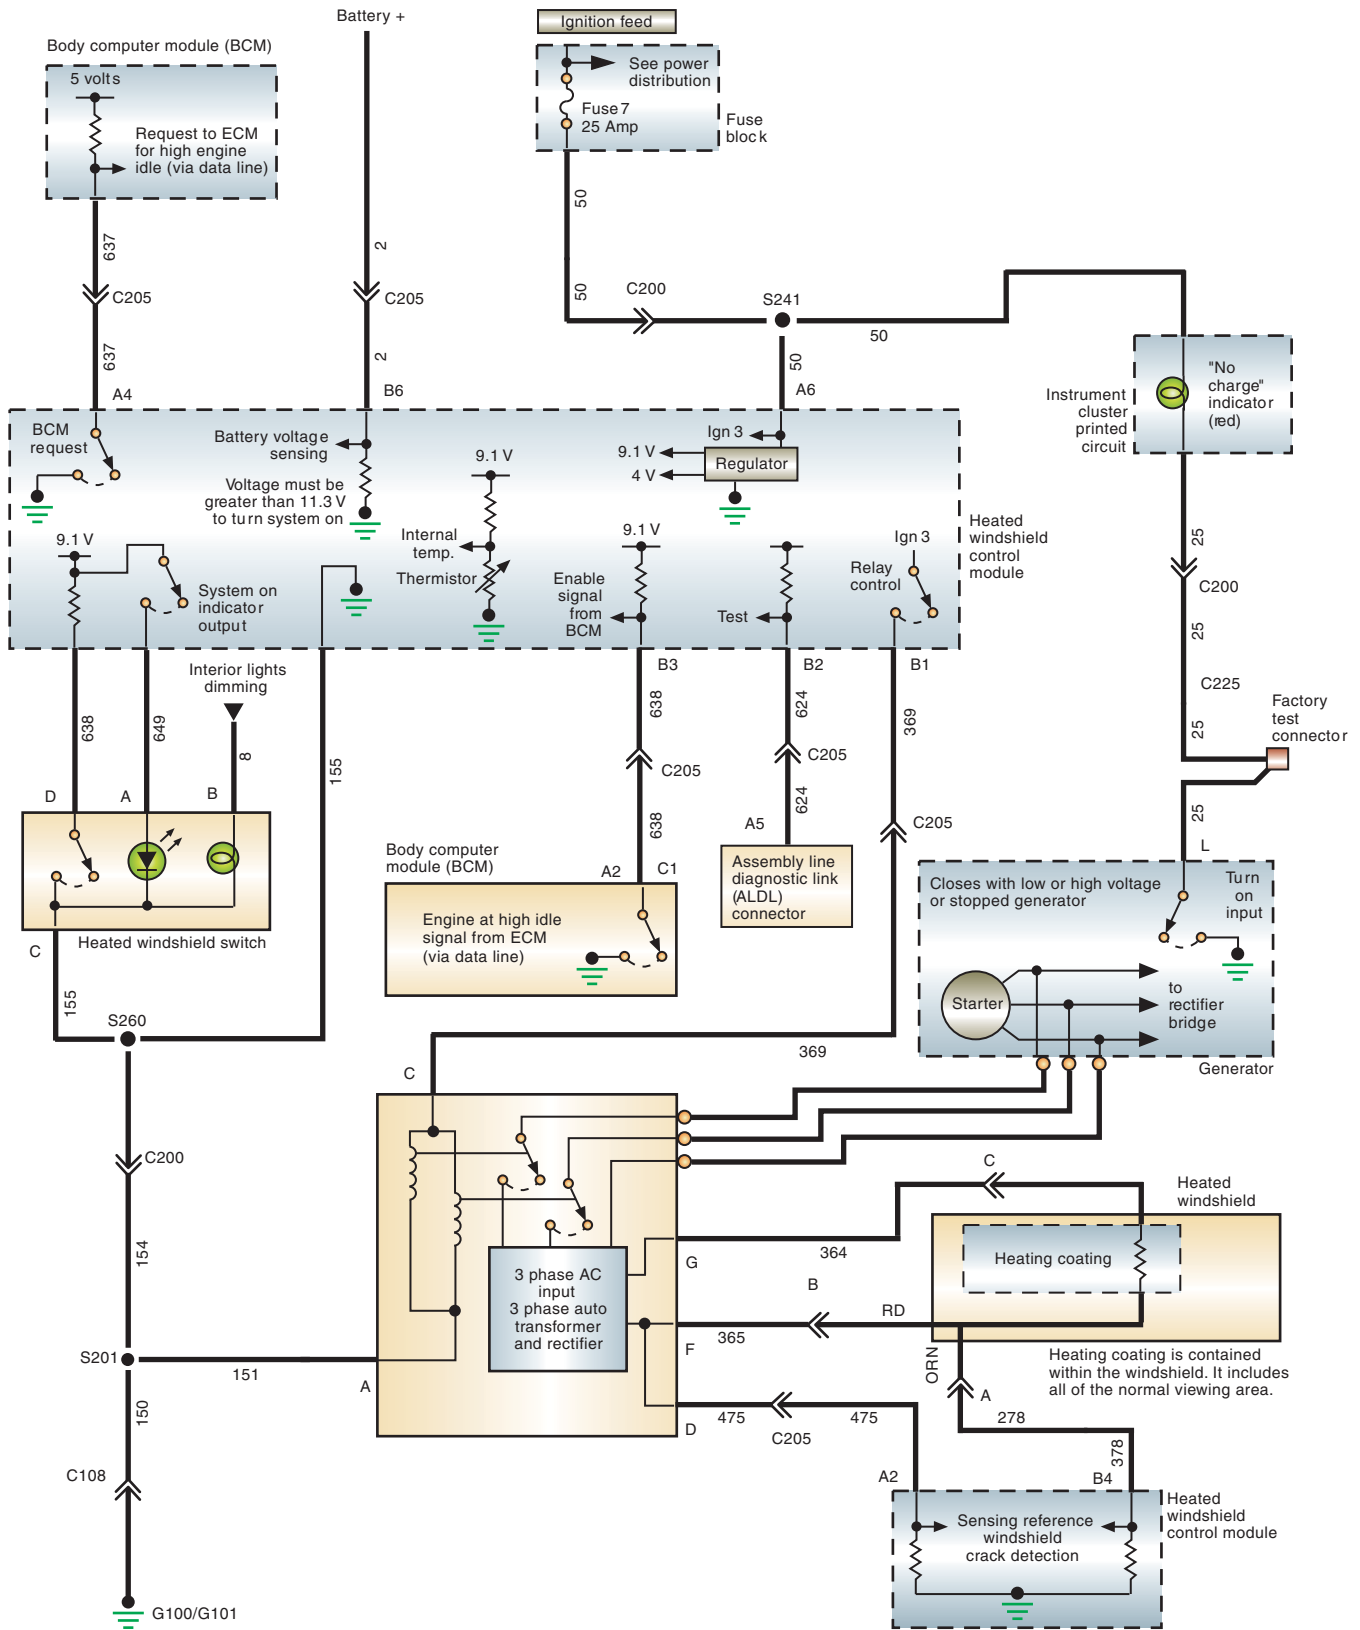 Battery +
Ignition feed
Body computer module (BCM)
5 volts
Request to ECM
for high engine
idle (via data line)
See power
distribution
Fuse 7
25 Amp
Fuse
block
637
2
50
C205
C205
50
C200
S241
50
637
2
50
A4
B6
A6
Instrument
cluster
printed
circuit
"No
charge"
indicator
(red)
BCM
request
Battery voltage
sensing
Voltage must be
greater than 11.3 V
to turn system on
9.1 V
Ign 3
9.1 V
4 V
Regulator
Internal
temp.
Thermistor
9.1 V
System on
indicator
output
9.1 V
Enable
signal
from
BCM
Test
Ign 3
Relay
control
Heated
windshield
control
module
25
C200
25
C225
25
Factory
test
connector
25
L
Interior lights
dimming
638
649
8
155
B3
638
C205
638
B2
624
C205
624
B1
369
C205
D
A
B
Heated windshield switch
C
155
S260
Body computer
module (BCM)
A2
C1
Engine at high idle
signal from ECM
(via data line)
A5
Assembly line
diagnostic link
(ALDL)
connector
Closes with low or high voltage
or stopped generator
Turn
on
input
Starter
to
rectifier
bridge
Generator
369
C
C200
154
S201
151
A
150
C108
G100/G101
3 phase AC
input
3 phase auto
transformer
and rectifier
G
364
C
Heated
windshield
Heating coating
B
RD
365
F
ORN
Heating coating is contained
within the windshield. It includes
all of the normal viewing area.
A
278
378
D
475
C205
475
A2
B4
Sensing reference
windshield
crack detection
Heated
windshield
control module